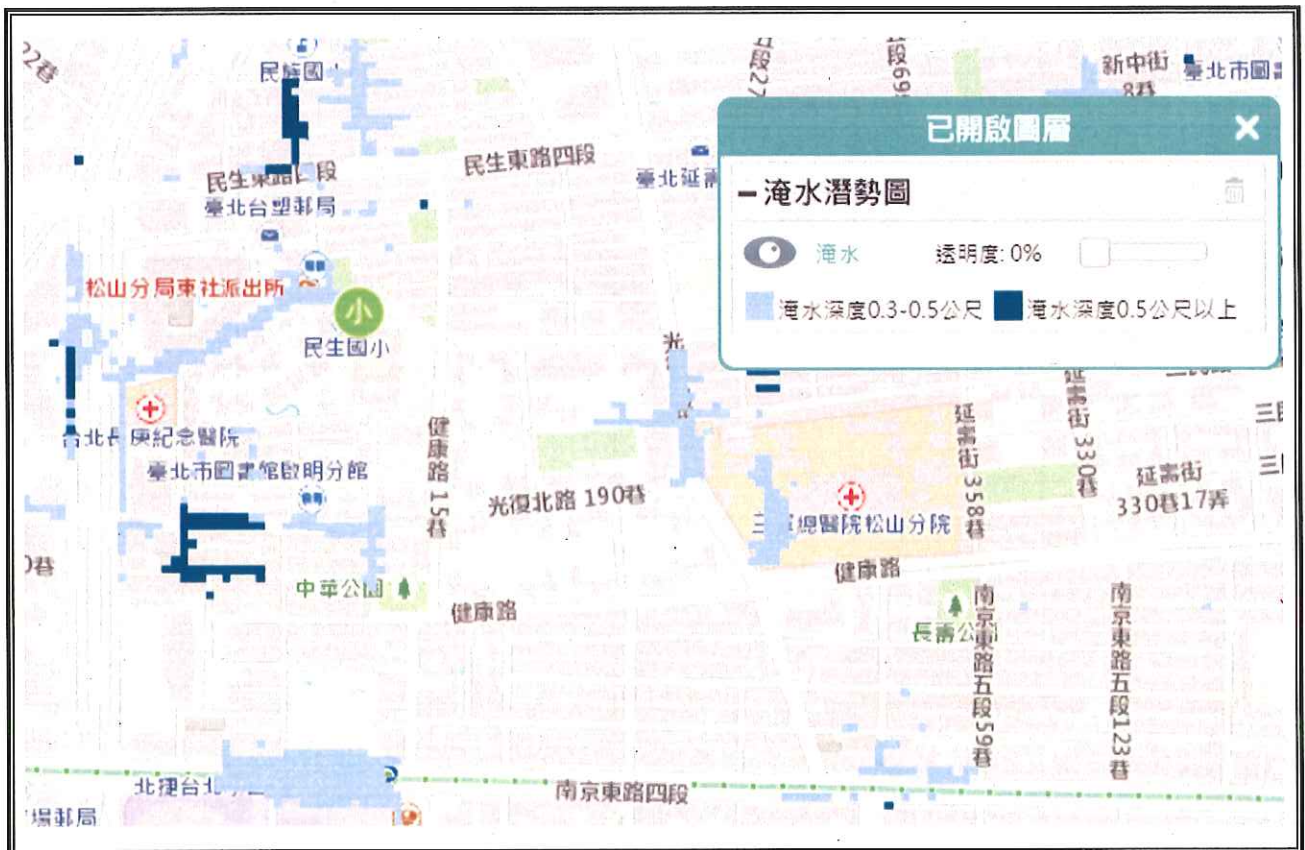 22巷
民族國
新中街
8巷
臺北市圖
已開啟圖層
民生東路四段
臺北台塑郵局
民生東路四段
臺北延壽
淹水潛勢圖
淹水
透明度: 0%
淹水深度0.3-0.5公尺
淹水深度0.5公尺以上
松山分局東社派出所
小
民生國小
台北長庚紀念醫院
臺北市圖書館啟明分館
健康路 15巷
光復北路 190巷
三軍總醫院松山分院
延壽街 358巷
延壽街 330巷
延壽街
330巷17弄
中華公園
健康路
健康路
長壽公園
南京東路五段59巷
南京東路五段123巷
北捷台北
南京東路四段
場郵局